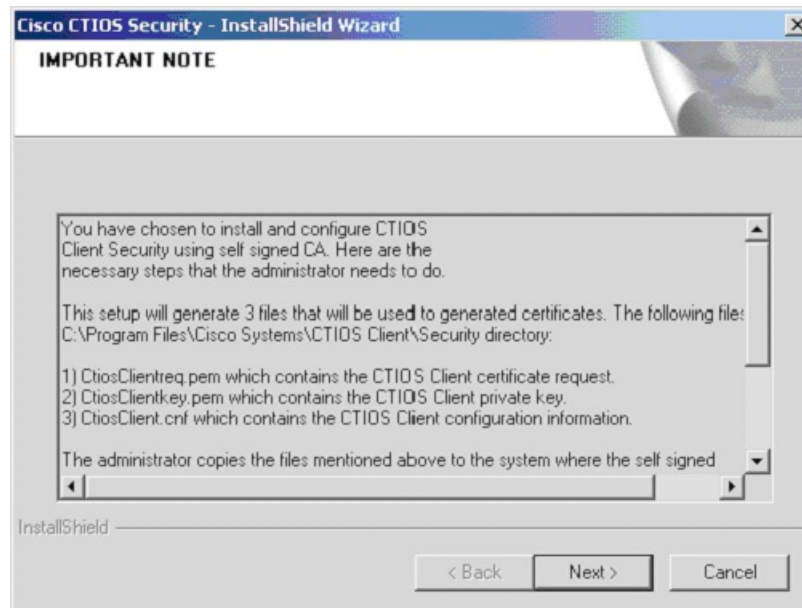 Cisco CTIOS Security - InstallShield Wizard
IMPORTANT NOTE
You have chosen to install and configure CTIOS
Client Security using self signed CA. Here are the
necessary steps that the administrator needs to do.
This setup will generate 3 files that will be used to generated certificates. The following files
C:\Program Files\Cisco Systems\CTIOS Client\Security directory:
1) CtiosClientreq.pem which contains the CTIOS Client certificate request.
2) CtiosClientkey.pem which contains the CTIOS Client private key.
3) CtiosClient.cnf which contains the CTIOS Client configuration information.
The administrator copies the files mentioned above to the system where the self signed
InstallShield
< Back
Next >
Cancel